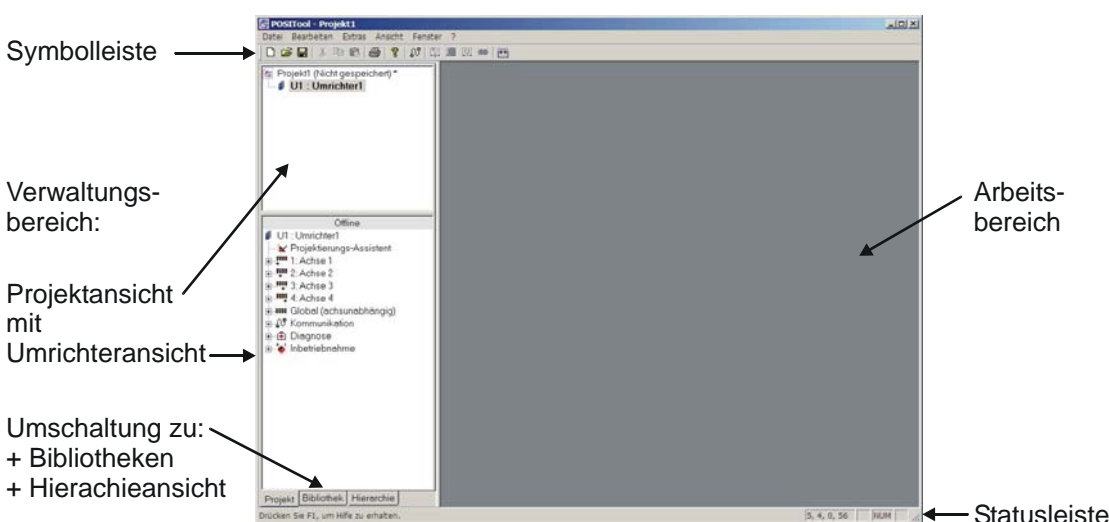 POSITool - Projekt1
Datei Bearbeiten Extras Ansicht Fenster ?
Symbolleiste
Projekt1 (Nicht gespeichert) *
U1 : Umrichter1
Verwaltungs-
bereich:
Arbeits-
bereich
Offline
U1 : Umrichter1
Projektierungs-Assistent
1: Achse 1
2: Achse 2
3: Achse 3
4: Achse 4
Global (achsunabhängig)
Kommunikation
Diagnose
Inbetriebnahme
Projektansicht
mit
Umrichteransicht
Umschaltung zu:
+ Bibliotheken
+ Hierachieansicht
Projekt Bibliothek Hierarchie
Drücken Sie F1, um Hilfe zu erhalten.
5, 4, 0, 56 NUM
Statusleiste